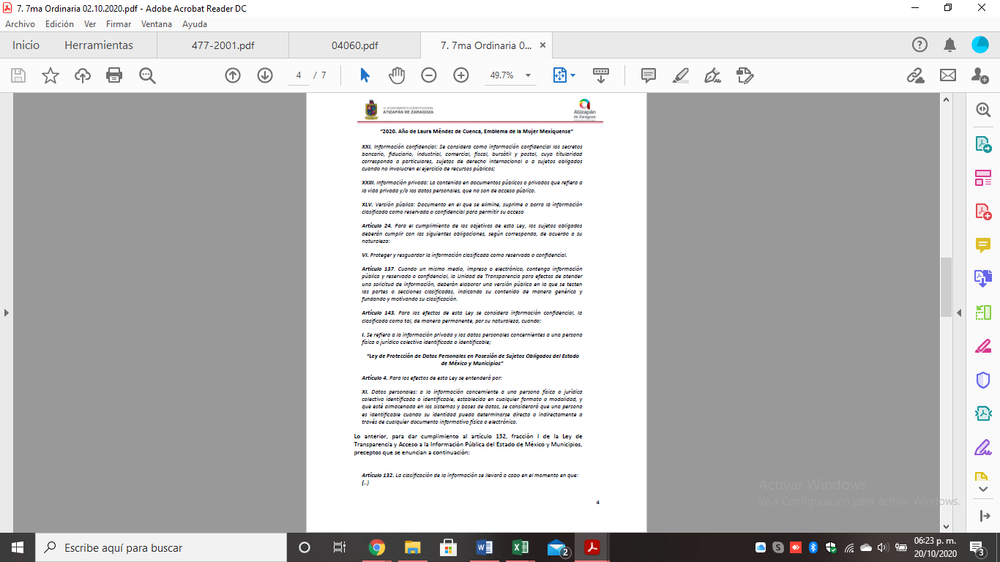 7. 7ma Ordinaria 02.10.2020.pdf - Adobe Acrobat Reader DC
Archivo Edición Ver Firmar Ventana Ayuda
Inicio Herramientas 477-2001.pdf 04060.pdf 7. 7ma Ordinaria 0...
4 / 7 49.7%
H. AYUNTAMIENTO CONSTITUCIONAL
ATIZAPÁN DE ZARAGOZA
Atizapán
de Zaragoza
"2020. Año de Laura Méndez de Cuenca, Emblema de la Mujer Mexiquense"
XXI. Información confidencial: Se considera como información confidencial los secretos
bancario, fiduciario, industrial, comercial, fiscal, bursátil y postal, cuya titularidad
corresponda a particulares, sujetos de derecho internacional o a sujetos obligados
cuando no involucren el ejercicio de recursos públicos;
XXIII. Información privada: La contenida en documentos públicos o privados que refiera a
la vida privada y/o los datos personales, que no son de acceso público.
XLV. Versión pública: Documento en el que se elimine, suprime o borra la información
clasificada como reservada o confidencial para permitir su acceso
Artículo 24. Para el cumplimiento de los objetivos de esta Ley, los sujetos obligados
deberán cumplir con las siguientes obligaciones, según corresponda, de acuerdo a su
naturaleza:
VI. Proteger y resguardar la información clasificada como reservada o confidencial.
Artículo 137. Cuando un mismo medio, impreso o electrónico, contenga información
pública y reservada o confidencial, la Unidad de Transparencia para efectos de atender
una solicitud de información, deberán elaborar una versión pública en la que se testen
las partes o secciones clasificadas, indicando su contenido de manera genérica y
fundando y motivando su clasificación.
Artículo 143. Para los efectos de esta Ley se considera información confidencial, la
clasificada como tal, de manera permanente, por su naturaleza, cuando:
I. Se refiera a la información privada y los datos personales concernientes a una persona
física o jurídico colectiva identificada o identificable;
"Ley de Protección de Datos Personales en Posesión de Sujetos Obligados del Estado
de México y Municipios"
Artículo 4. Para los efectos de esta Ley se entenderá por:
XI. Datos personales: a la información concerniente a una persona física o jurídica
colectiva identificada o identificable, establecida en cualquier formato o modalidad, y
que esté almacenada en los sistemas y bases de datos, se considerará que una persona
es identificable cuando su identidad pueda determinarse directa o indirectamente a
través de cualquier documento informativo físico o electrónico.
Lo anterior, para dar cumplimiento al artículo 132, fracción I de la Ley de
Transparencia y Acceso a la Información Pública del Estado de México y Municipios,
preceptos que se enuncian a continuación:
Artículo 132. La clasificación de la información se llevará a cabo en el momento en que:
(..)
4
Activar Windows
Ve a Configuración para activar Windows.
Escribe aquí para buscar
2
06:23 p. m.
20/10/2020
3